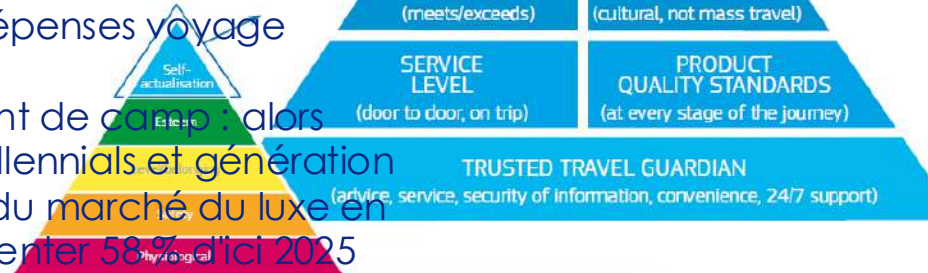 épenses voyage
nt de camp : alors
llennials et génération
du marché du luxe en
enter 58 % d'ici 2025
Self-
actualisation
Esteem
Safety
Physiological
(meets/exceeds)
(cultural, not mass travel)
SERVICE
LEVEL
(door to door, on trip)
PRODUCT
QUALITY STANDARDS
(at every stage of the journey)
TRUSTED TRAVEL GUARDIAN
(advice, service, security of information, convenience, 24/7 support)